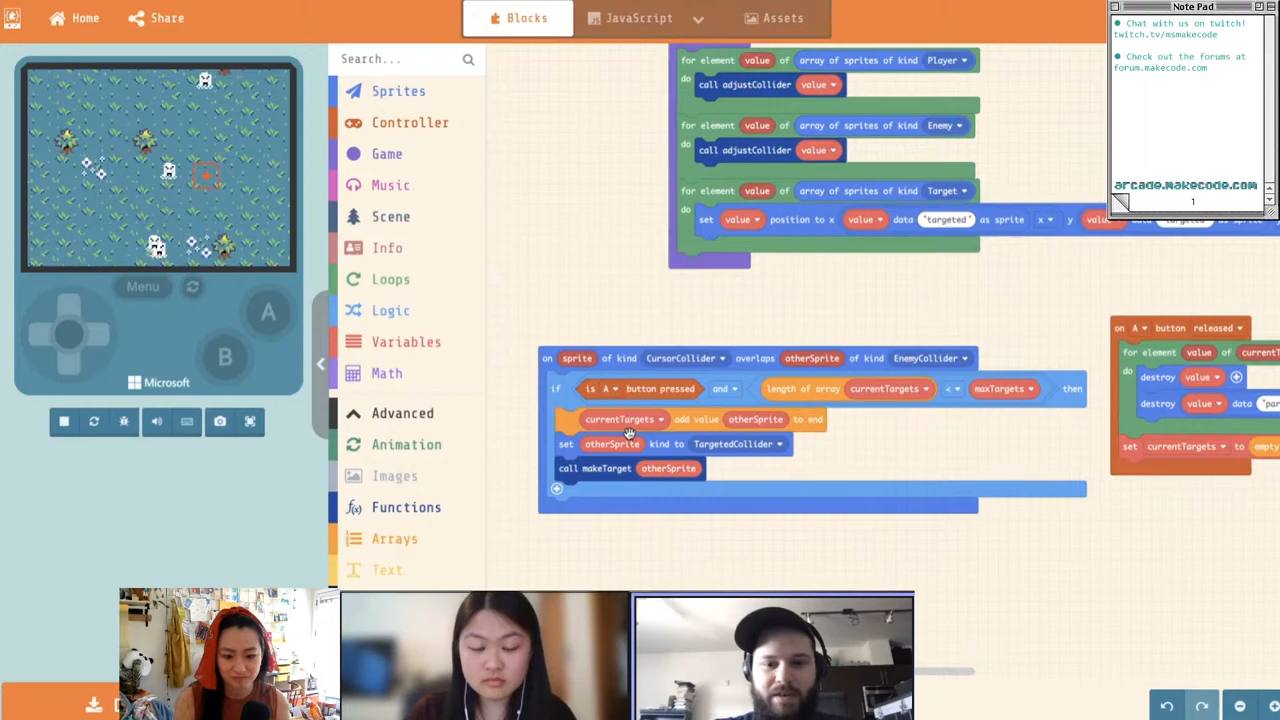 Home
Share
Blocks
JavaScript
Assets
Note Pad
Chat with us on twitch!
twitch.tv/msmakecode
Check out the forums at
forum.makecode.com
arcade.makecode.com
1
Menu
A
B
Microsoft
Search...
Sprites
Controller
Game
Music
Scene
Info
Loops
Logic
Variables
Math
Advanced
Animation
Images
Functions
Arrays
Text
for element value of array of sprites of kind Player
do call adjustCollider value
for element value of array of sprites of kind Enemy
do call adjustCollider value
for element value of array of sprites of kind Target
do set value position to x value data "targeted" as sprite x y
on sprite of kind CursorCollider overlaps otherSprite of kind EnemyCollider
if is A button pressed and length of array currentTargets < maxTargets then
currentTargets add value otherSprite to end
set otherSprite kind to TargetedCollider
call makeTarget otherSprite
on A button released
for element value of
do destroy value
destroy value data
set currentTargets to